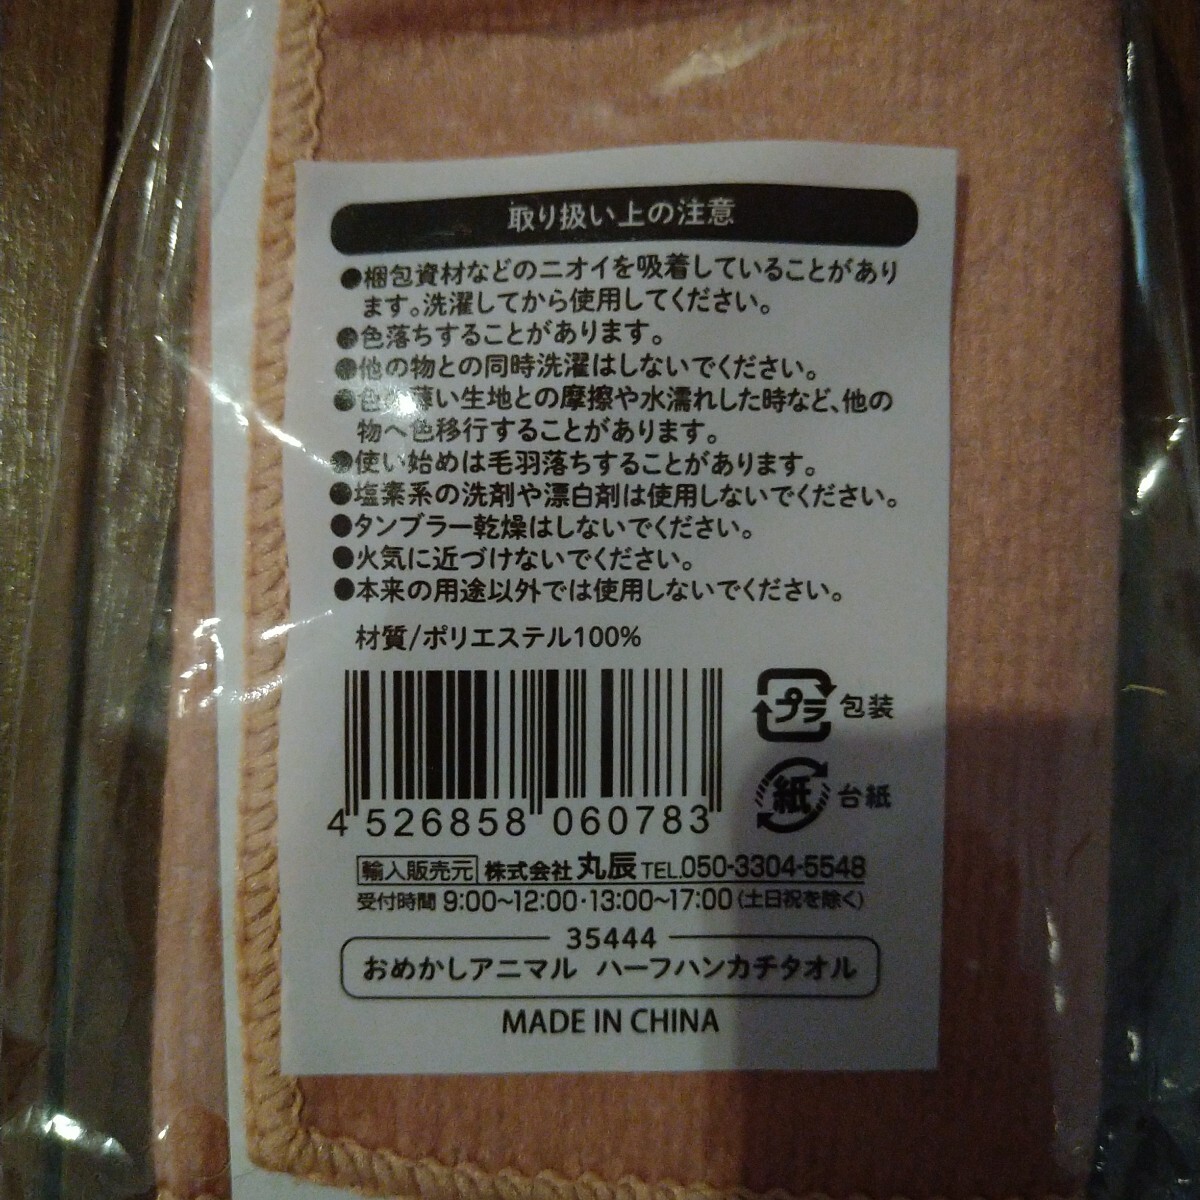 取り扱い上の注意
●梱包資材などのニオイを吸着していることがあり
ます。洗濯してから使用してください。
●色落ちすることがあります。
●他の物との同時洗濯はしないでください。
●色の薄い生地との摩擦や水濡れした時など、他の
物へ色移行することがあります。
●使い始めは毛羽落ちすることがあります。
●塩素系の洗剤や漂白剤は使用しないでください。
●タンブラー乾燥はしないでください。
●火気に近づけないでください。
●本来の用途以外では使用しないでください。
材質/ポリエステル100%
プラ 包装
紙 台紙
4 526858 060783
輸入販売元 株式会社 丸辰 TEL.050-3304-5548
受付時間 9:00~12:00・13:00~17:00(土日祝を除く)
35444
おめかしアニマル ハーフハンカチタオル
MADE IN CHINA